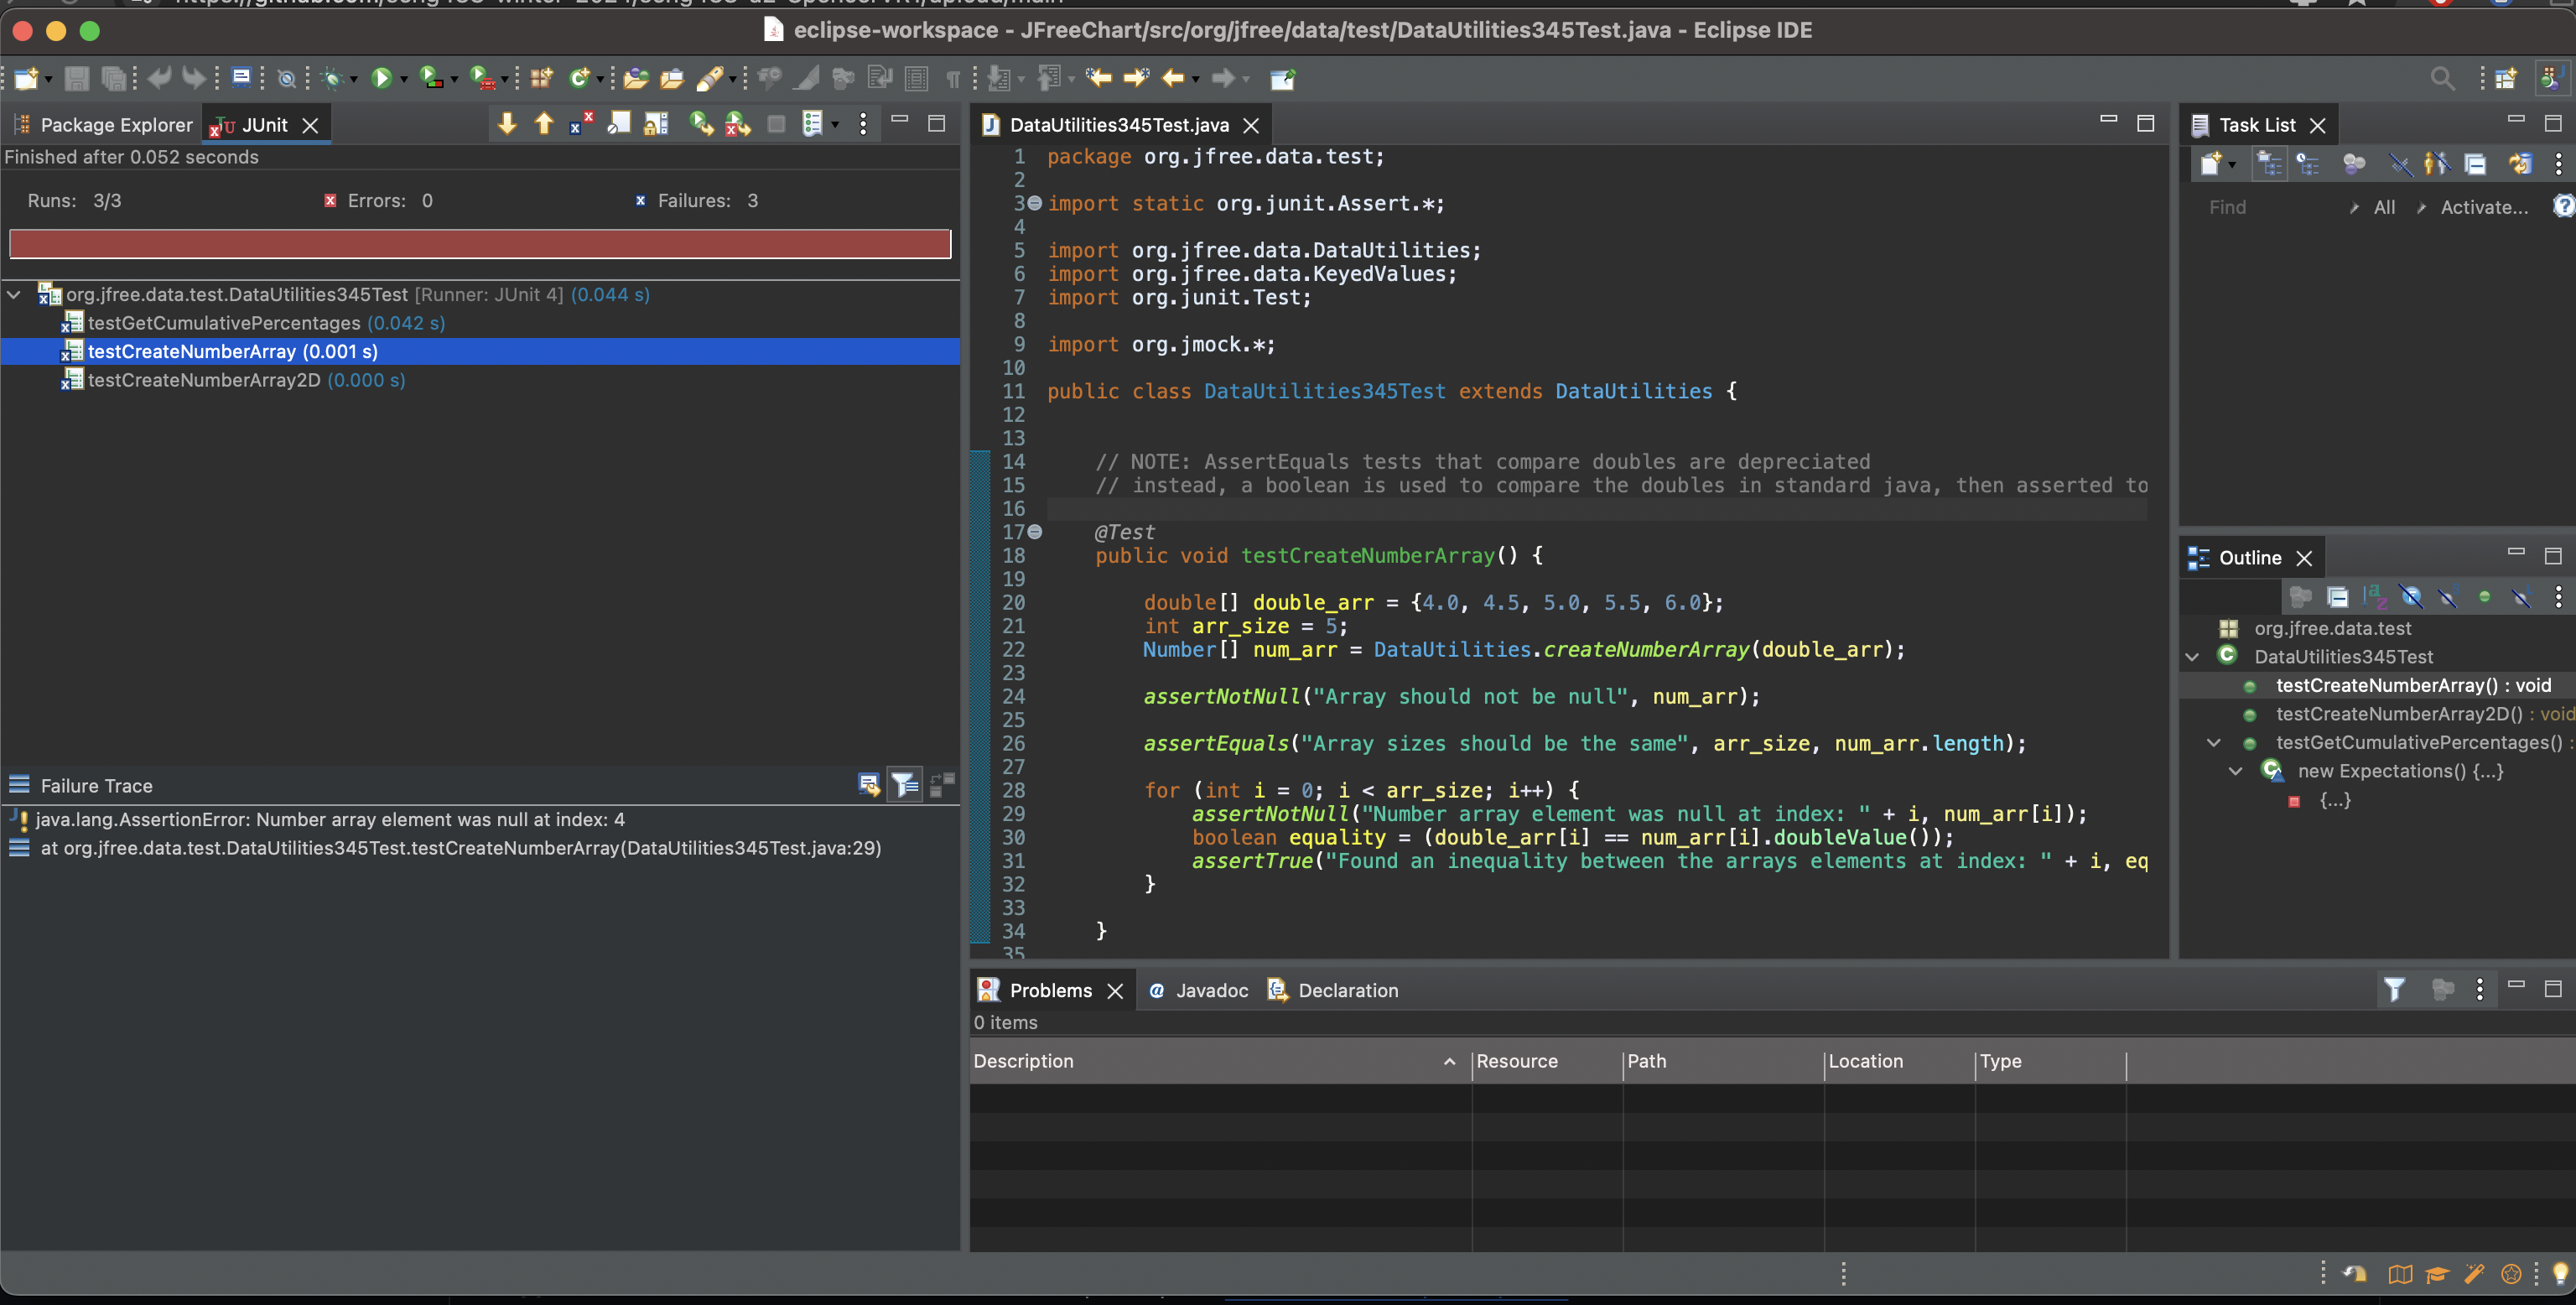 eclipse-workspace - JFreeChart/src/org/jfree/data/test/DataUtilities345Test.java - Eclipse IDE
Package Explorer
JUnit
Finished after 0.052 seconds
Runs: 3/3
Errors: 0
Failures: 3
org.jfree.data.test.DataUtilities345Test [Runner: JUnit 4] (0.044 s)
testGetCumulativePercentages (0.042 s)
testCreateNumberArray (0.001 s)
testCreateNumberArray2D (0.000 s)
Failure Trace
java.lang.AssertionError: Number array element was null at index: 4
at org.jfree.data.test.DataUtilities345Test.testCreateNumberArray(DataUtilities345Test.java:29)
DataUtilities345Test.java
1 package org.jfree.data.test;
2
3 import static org.junit.Assert.*;
4
5 import org.jfree.data.DataUtilities;
6 import org.jfree.data.KeyedValues;
7 import org.junit.Test;
8
9 import org.jmock.*;
10
11 public class DataUtilities345Test extends DataUtilities {
12
13
14 // NOTE: AssertEquals tests that compare doubles are depreciated
15 // instead, a boolean is used to compare the doubles in standard java, then asserted to
16
17 @Test
18 public void testCreateNumberArray() {
19
20 double[] double_arr = {4.0, 4.5, 5.0, 5.5, 6.0};
21 int arr_size = 5;
22 Number[] num_arr = DataUtilities.createNumberArray(double_arr);
23
24 assertNotNull("Array should not be null", num_arr);
25
26 assertEquals("Array sizes should be the same", arr_size, num_arr.length);
27
28 for (int i = 0; i < arr_size; i++) {
29 assertNotNull("Number array element was null at index: " + i, num_arr[i]);
30 boolean equality = (double_arr[i] == num_arr[i].doubleValue());
31 assertTrue("Found an inequality between the arrays elements at index: " + i, eq
32 }
33
34 }
35
Problems
Javadoc
Declaration
0 items
Description
Resource
Path
Location
Type
Task List
Find
All
Activate...
Outline
org.jfree.data.test
DataUtilities345Test
testCreateNumberArray() : void
testCreateNumberArray2D() : void
testGetCumulativePercentages() :
new Expectations() {...}
{...}